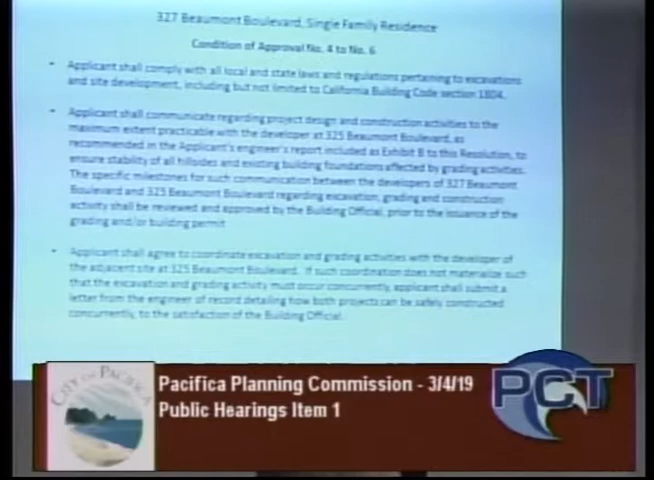 327 Beaumont Boulevard, Single Family Residence
Condition of Approval No. 4 to No. 6
• Applicant shall comply with all local and state laws and regulations pertaining to excavations
and site development, including but not limited to California Building Code section 1804.
• Applicant shall communicate regarding project design and construction activities to the
maximum extent practicable with the developer at 325 Beaumont Boulevard, as
recommended in the Applicant's engineer's report included as Exhibit B to this Resolution, to
ensure stability of all hillsides and existing building foundations affected by grading activities.
The specific milestones for such communication between the developers of 327 Beaumont
Boulevard and 325 Beaumont Boulevard regarding excavation, grading and construction
activity shall be reviewed and approved by the Building Official, prior to the issuance of the
grading and/or building permit
• Applicant shall agree to coordinate excavation and grading activities with the developer of
the adjacent site at 325 Beaumont Boulevard. If such coordination does not materialize such
that the excavation and grading activity must occur concurrently, applicant shall submit a
letter from the engineer of record detailing how both projects can be safely constructed
concurrently, to the satisfaction of the Building Official.
CITY OF PACIFICA
Pacifica Planning Commission - 3/4/19
Public Hearings Item 1
PCT